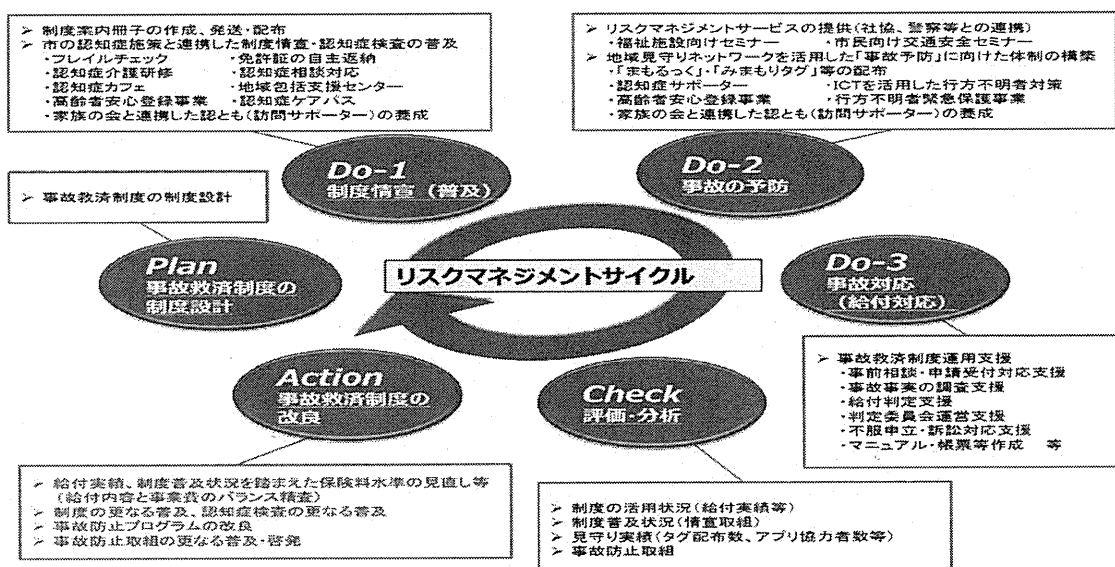 ➢ 制度案内冊子の作成、発送・配布
➢ 市の認知症施策と連携した制度情宣・認知症検査の普及
・フレイルチェック ・免許証の自主返納
・認知症介護研修 ・認知症相談対応
・認知症カフェ ・地域包括支援センター
・高齢者安心登録事業 ・認知症ケアパス
・家族の会と連携した認とも(訪問サポーター)の養成
➢ リスクマネジメントサービスの提供(社協、警察等との連携)
・福祉施設向けセミナー ・市民向け交通安全セミナー
➢ 地域見守りネットワークを活用した「事故予防」に向けた体制の構築
・「まもるっく」・「みまもりタグ」等の配布
・認知症サポーター ・ICTを活用した行方不明者対策
・高齢者安心登録事業 ・行方不明者緊急保護事業
・家族の会と連携した認とも(訪問サポーター)の養成
Do-1
制度情宣(普及)
Do-2
事故の予防
➢ 事故救済制度の制度設計
Plan
事故救済制度の
制度設計
リスクマネジメントサイクル
Do-3
事故対応
(給付対応)
➢ 事故救済制度運用支援
・事前相談・申請受付対応支援
・事故事実の調査支援
・給付判定支援
・判定委員会運営支援
・不服申立・訴訟対応支援
・マニュアル・帳票等作成 等
Action
事故救済制度の
改良
Check
評価・分析
➢ 給付実績、制度普及状況を踏まえた保険料水準の見直し等
(給付内容と事業費のバランス精査)
➢ 制度の更なる普及、認知症検査の更なる普及
➢ 事故防止プログラムの改良
➢ 事故防止取組の更なる普及・啓発
➢ 制度の活用状況(給付実績等)
➢ 制度普及状況(情宣取組)
➢ 見守り実績(タグ配布数、アプリ協力者数等)
➢ 事故防止取組